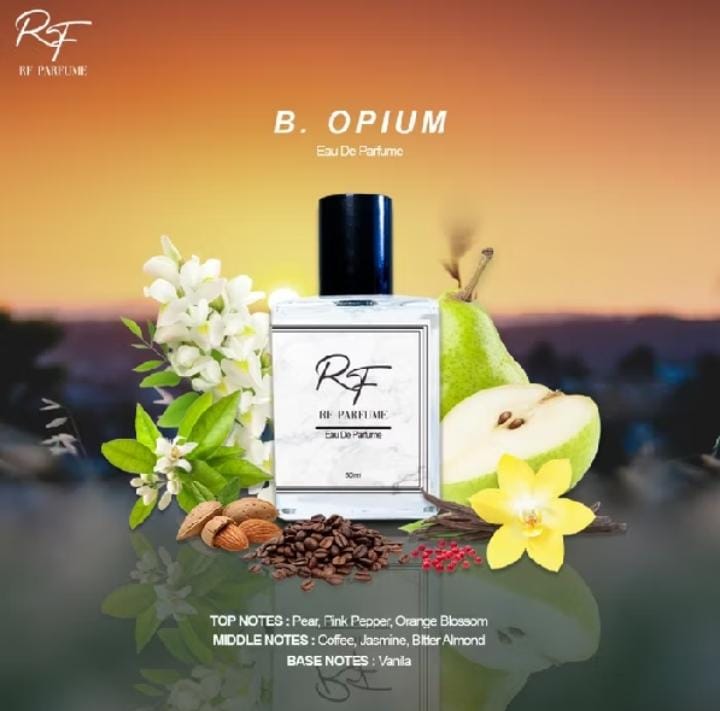 RF
RF PARFUME
B. OPIUM
Eau De Parfume
RF
RF PARFUME
Eau De Parfume
50ml
TOP NOTES : Pear, Pink Pepper, Orange Blossom
MIDDLE NOTES : Coffee, Jasmine, Bitter Almond
BASE NOTES : Vanila